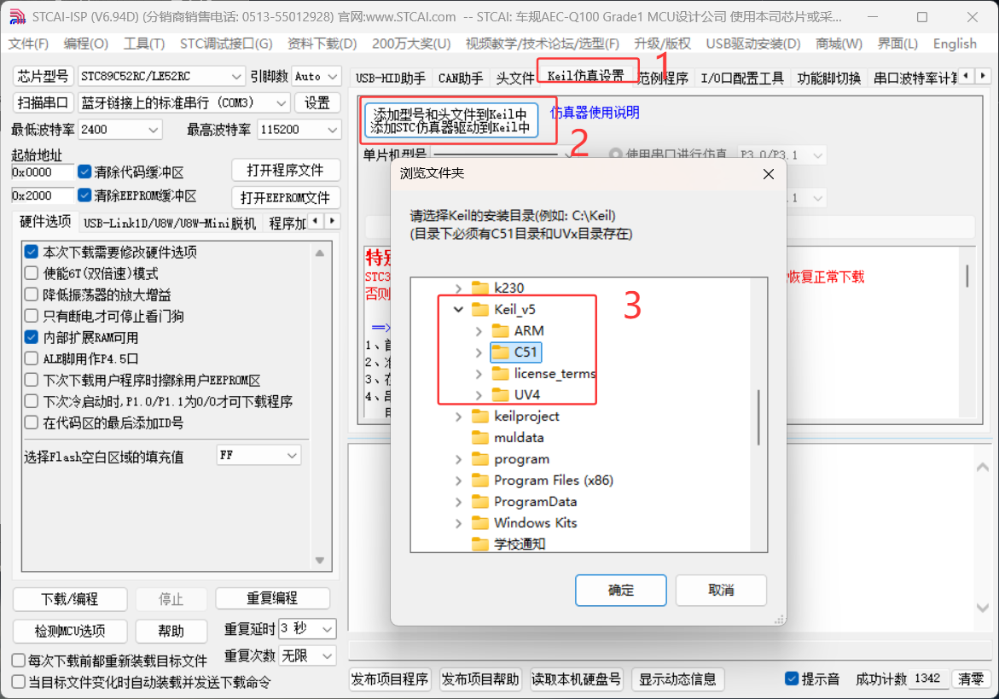 STCAI-ISP (V6.94D) (分销商销售电话: 0513-55012928) 官网:www.STCAI.com -- STCAI: 车规AEC-Q100 Grade1 MCU设计公司 使用本司芯片或采...
文件(F) 编程(O) 工具(T) STC调试接口(G) 资料下载(D) 200万大奖(U) 视频教学/技术论坛/选型(F) 升级/版权 USB驱动安装(D) 商城(W) 界面(L) English
芯片型号 STC89C52RC/LE52RC 引脚数 Auto
扫描串口 蓝牙链接上的标准串行 (COM3) 设置
最低波特率 2400 最高波特率 115200
起始地址
0x0000 清除代码缓冲区 打开程序文件
0x2000 清除EEPROM缓冲区 打开EEPROM文件
硬件选项 USB-Link1D/U8W/U8W-Mini脱机 程序加
本次下载需要修改硬件选项
使能6T(双倍速)模式
降低振荡器的放大增益
只有断电才可停止看门狗
内部扩展RAM可用
ALE脚用作P4.5口
下次下载用户程序时擦除用户EEPROM区
下次冷启动时,P1.0/P1.1为0/0才可下载程序
在代码区的最后添加ID号
选择Flash空白区域的填充值 FF
下载/编程 停止 重复编程
检测MCU选项 帮助 重复延时 3 秒
重复次数 无限
每次下载前都重新装载目标文件
当目标文件变化时自动装载并发送下载命令
USB-HID助手 CAN助手 头文件 Keil仿真设置 1 范例程序 I/O口配置工具 功能脚切换 串口波特率计算
添加型号和头文件到Keil中
添加STC仿真器驱动到Keil中
仿真器使用说明
2
单片机型号 使用串口进行仿真 P3.0/P3.1
.1
特别
STC3
恢复正常下载
否则
==>
1、首
2、准
3、在
4、串
用
浏览文件夹
请选择Keil的安装目录(例如: C:\Keil)
(目录下必须有C51目录和UVx目录存在)
k230
Keil_v5
3
ARM
C51
license_terms
UV4
keilproject
muldata
program
Program Files (x86)
ProgramData
Windows Kits
学校通知
确定 取消
发布项目程序 发布项目帮助 读取本机硬盘号 显示动态信息 提示音 成功计数 1342 清零